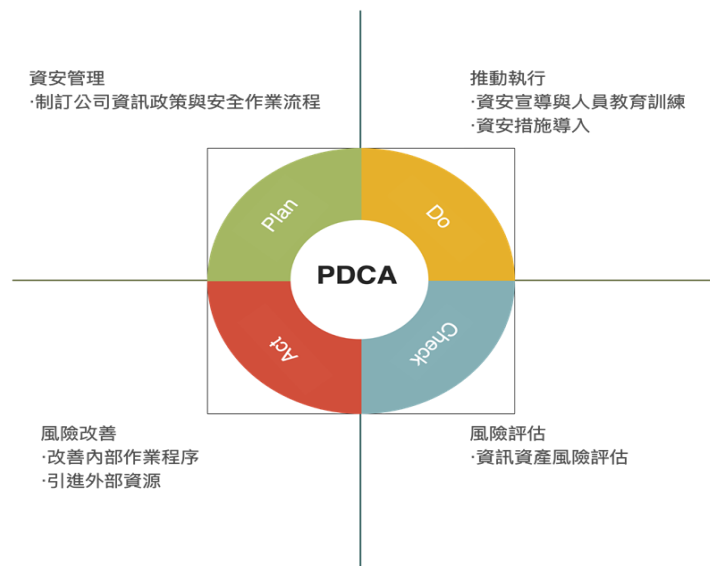 資安管理
·制訂公司資訊政策與安全作業流程
推動執行
·資安宣導與人員教育訓練
·資安措施導入
Plan
Do
PDCA
Act
Check
風險改善
·改善內部作業程序
·引進外部資源
風險評估
·資訊資產風險評估